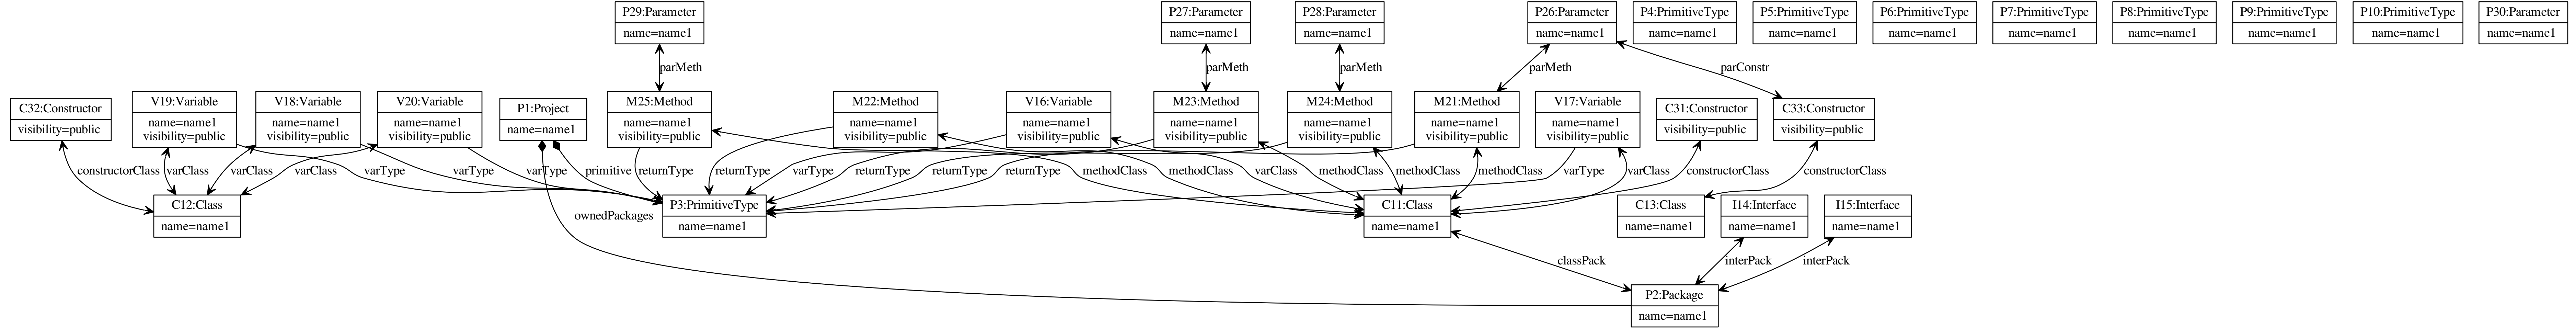 P29:Parameter
name=name1
P27:Parameter
name=name1
P28:Parameter
name=name1
P26:Parameter
name=name1
P4:PrimitiveType
name=name1
P5:PrimitiveType
name=name1
P6:PrimitiveType
name=name1
P7:PrimitiveType
name=name1
P8:PrimitiveType
name=name1
P9:PrimitiveType
name=name1
P10:PrimitiveType
name=name1
P30:Parameter
name=name1
parMeth
parMeth
parMeth
parMeth
parConstr
C32:Constructor
visibility=public
V19:Variable
name=name1
visibility=public
V18:Variable
name=name1
visibility=public
V20:Variable
name=name1
visibility=public
P1:Project
name=name1
M25:Method
name=name1
visibility=public
M22:Method
name=name1
visibility=public
V16:Variable
name=name1
visibility=public
M23:Method
name=name1
visibility=public
M24:Method
name=name1
visibility=public
M21:Method
name=name1
visibility=public
V17:Variable
name=name1
visibility=public
C31:Constructor
visibility=public
C33:Constructor
visibility=public
constructorClass
varClass
varClass
varClass
varType
varType
varType
primitive
returnType
returnType
varType
returnType
returnType
returnType
methodClass
methodClass
varClass
methodClass
methodClass
methodClass
varType
varClass
constructorClass
constructorClass
C12:Class
name=name1
ownedPackages
P3:PrimitiveType
name=name1
C11:Class
name=name1
C13:Class
name=name1
I14:Interface
name=name1
I15:Interface
name=name1
classPack
interPack
interPack
P2:Package
name=name1